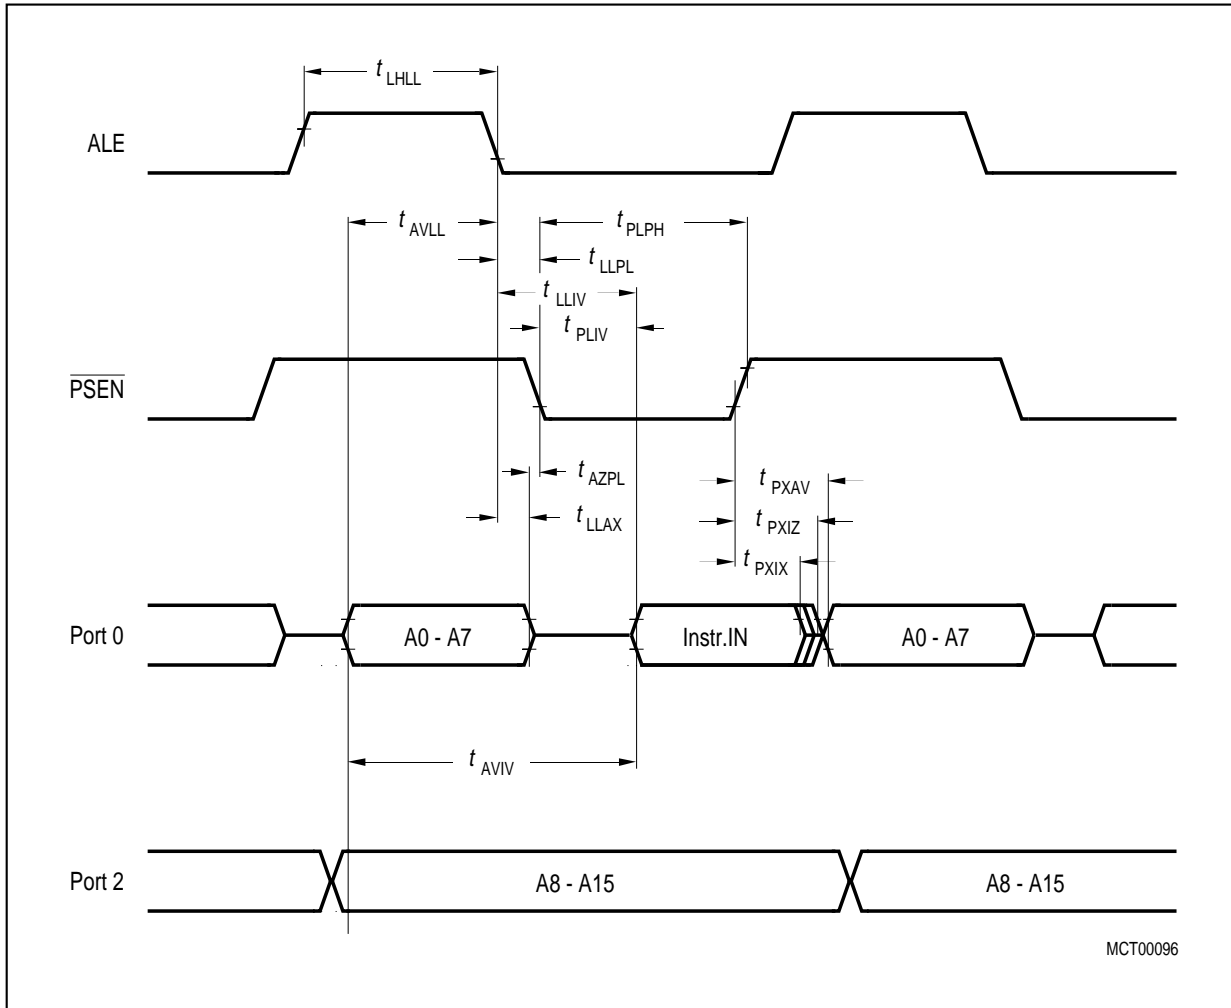 t LHLL
ALE
t AVLL
t PLPH
t LLPL
t LLIV
t PLIV
PSEN
t AZPL
t PXAV
t LLAX
t PXIZ
t PXIX
Port 0
A0 - A7
Instr.IN
A0 - A7
t AVIV
Port 2
A8 - A15
A8 - A15
MCT00096